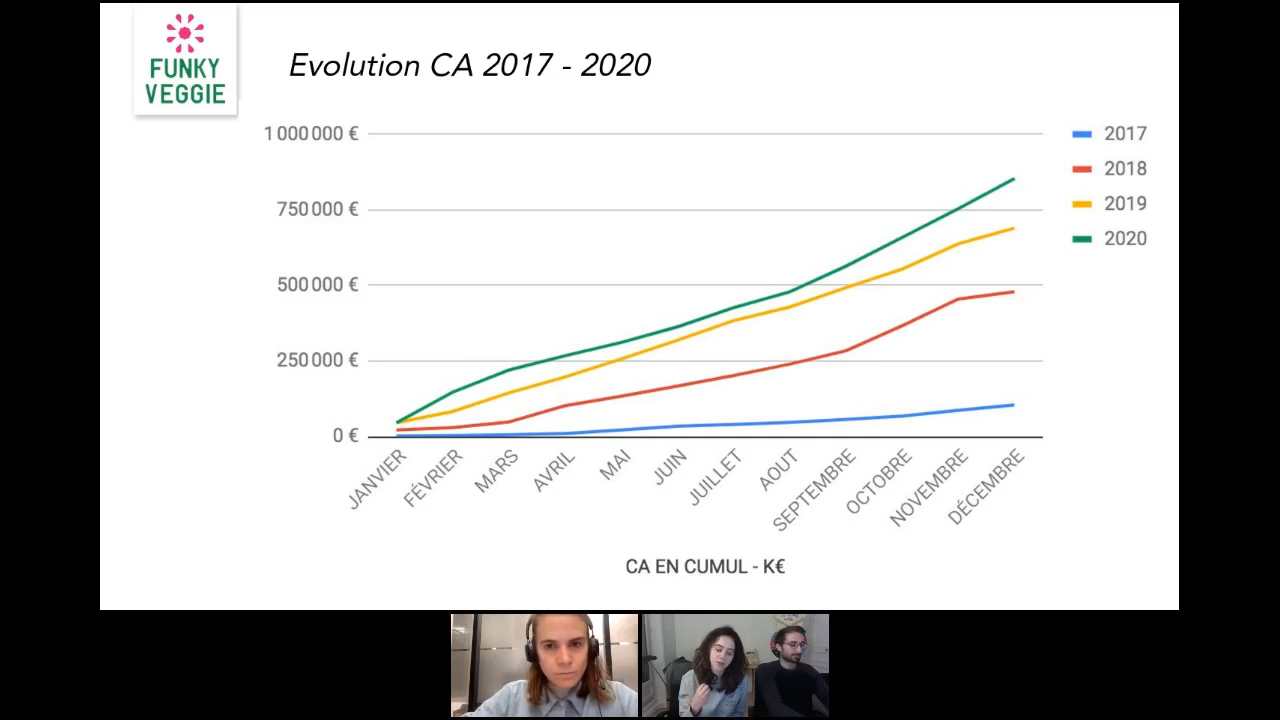 FUNKY
VEGGIE
Evolution CA 2017 - 2020
1 000 000 €
750 000 €
500 000 €
250 000 €
0 €
2017
2018
2019
2020
JANVIER
FÉVRIER
MARS
AVRIL
MAI
JUIN
JUILLET
AOUT
SEPTEMBRE
OCTOBRE
NOVEMBRE
DÉCEMBRE
CA EN CUMUL - K€